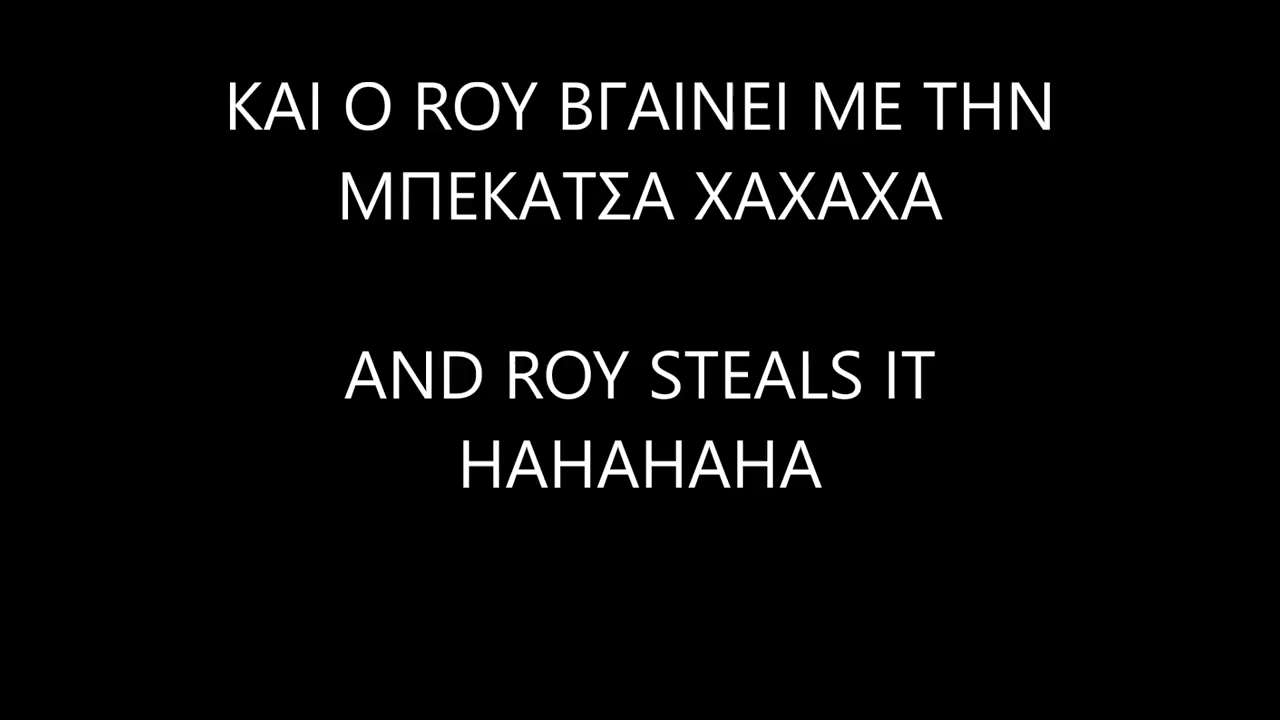 ΚΑΙ Ο ROY ΒΓΑΙΝΕΙ ΜΕ ΤΗΝ
ΜΠΕΚΑΤΣΑ ΧΑΧΑΧΑ
AND ROY STEALS IT
HAHAHAHA